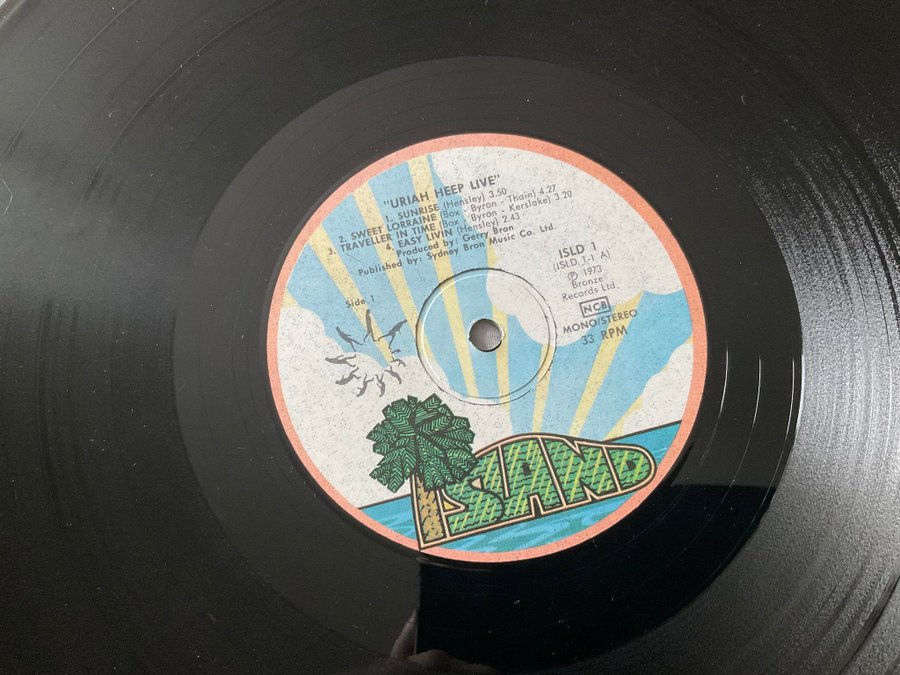 "URIAH HEEP LIVE"
1. SUNRISE (Hensley) 3.50
2. SWEET LORRAINE (Box - Byron - Thain) 4.27
3. TRAVELLER IN TIME (Box - Byron - Kerslake) 3.20
4. EASY LIVIN (Hensley) 2.43
Produced by: Gerry Bron
Published by: Sydney Bron Music Co. Ltd.
Side 1
ISLD 1
(ISLD 1-1 A)
℗ 1973
Bronze
Records Ltd.
NCB
MONO/STEREO
33 RPM
ISLAND